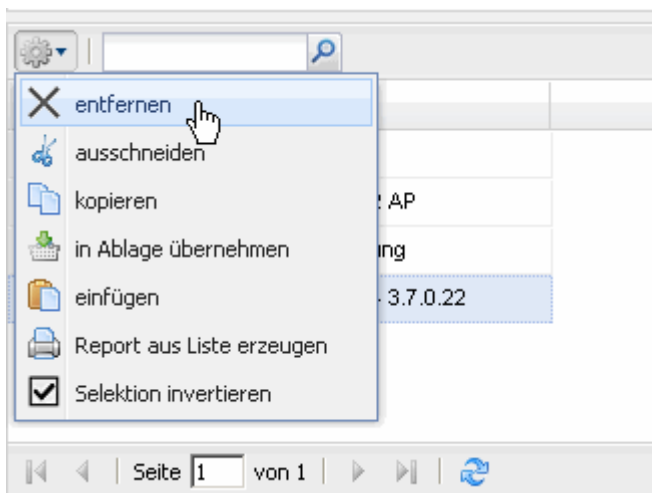 entfernen
ausschneiden
kopieren
AP
in Ablage übernehmen
ng
einfügen
3.7.0.22
Report aus Liste erzeugen
Selektion invertieren
Seite 1 von 1